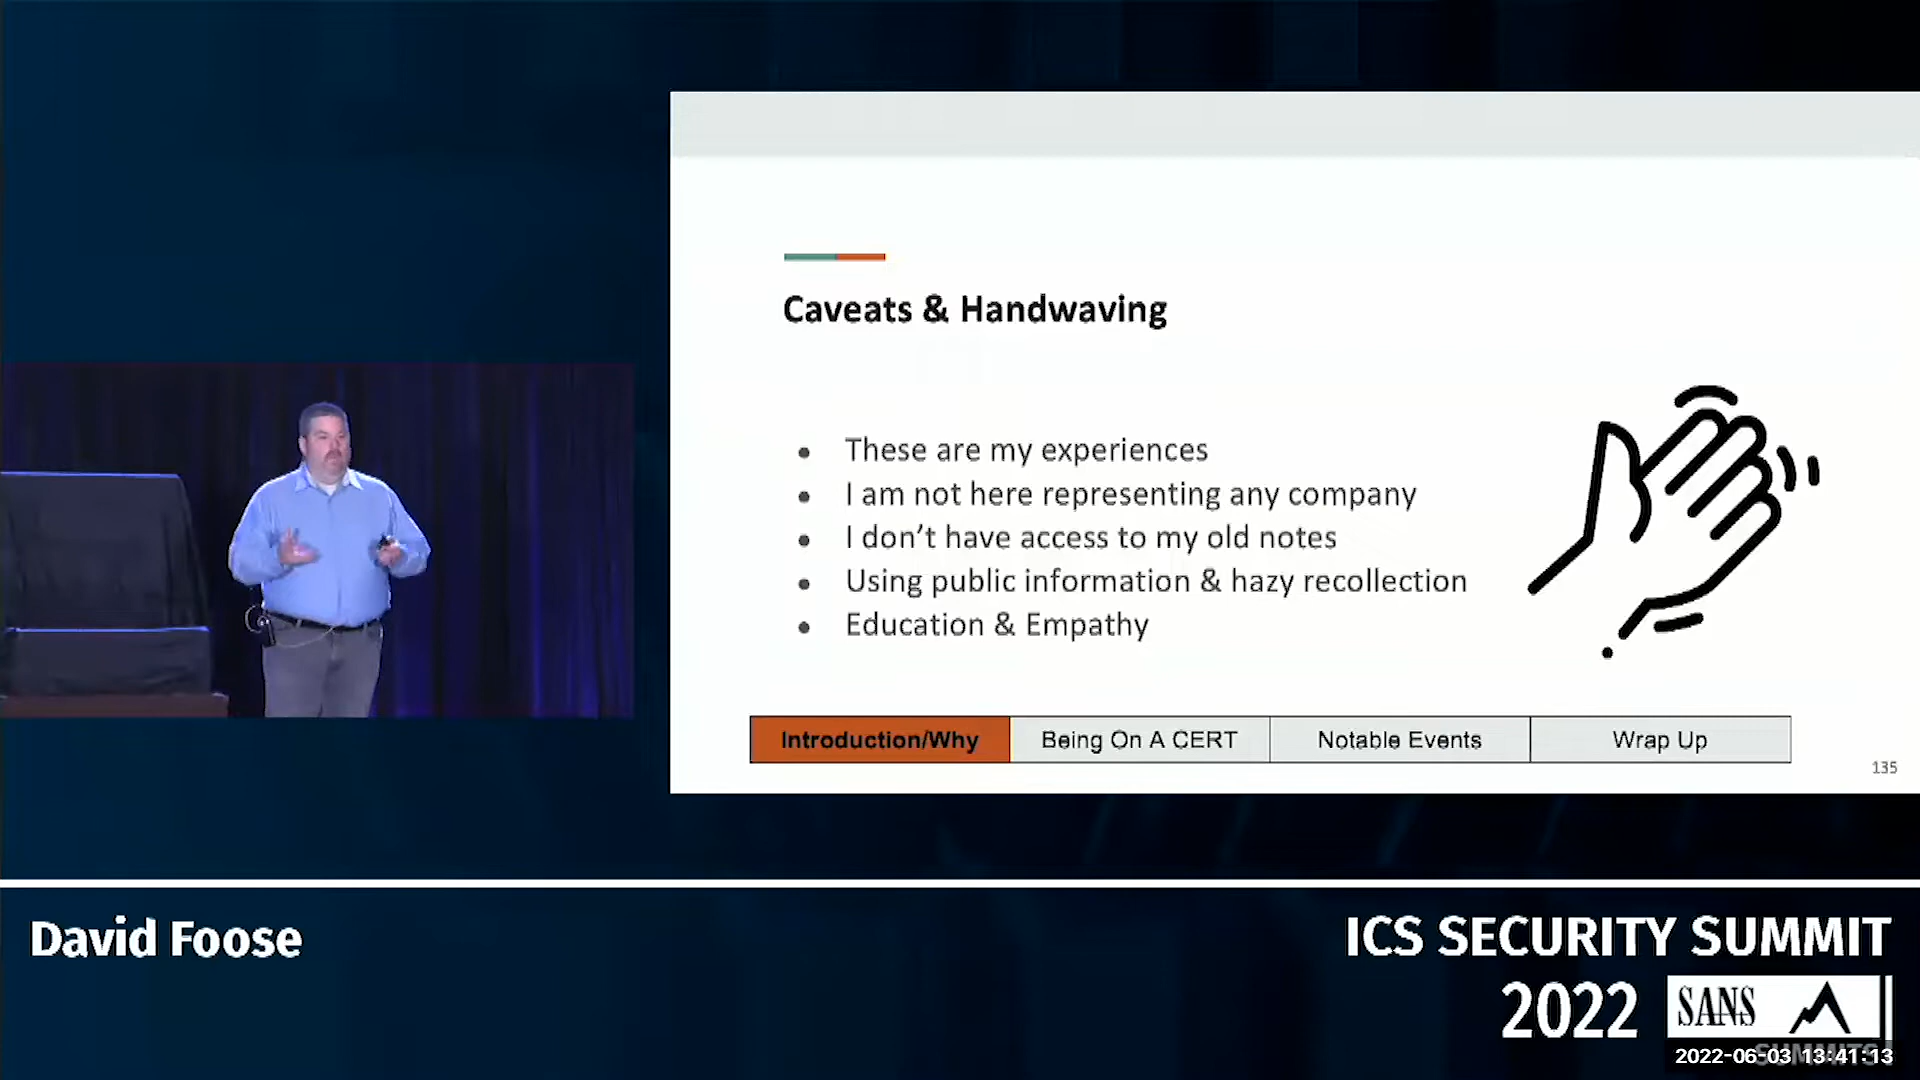 Caveats & Handwaving
These are my experiences
I am not here representing any company
I don't have access to my old notes
Using public information & hazy recollection
Education & Empathy
Introduction/Why
Being On A CERT
Notable Events
Wrap Up
135
David Foose
ICS SECURITY SUMMIT
2022
SANS
SUMMITS
2022-06-03 13:41:13